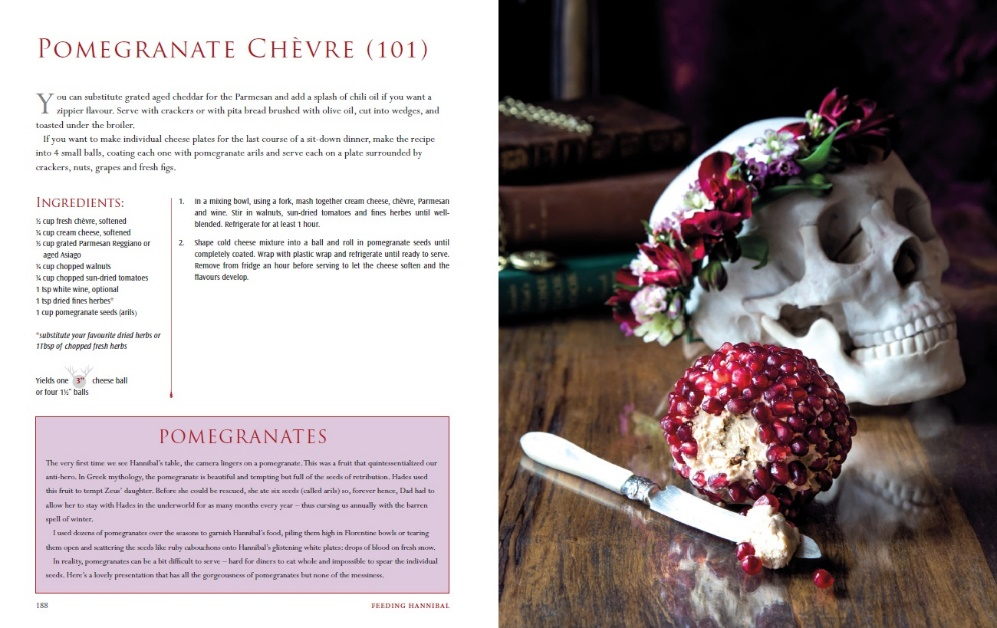 POMEGRANATE CHÈVRE (101)
You can substitute grated aged cheddar for the Parmesan and add a splash of chili oil if you want a
zippier flavour. Serve with crackers or with pita bread brushed with olive oil, cut into wedges, and
toasted under the broiler.
If you want to make individual cheese plates for the last course of a sit-down dinner, make the recipe
into 4 small balls, coating each one with pomegranate arils and serve each on a plate surrounded by
crackers, nuts, grapes and fresh figs.
INGREDIENTS:
½ cup fresh chèvre, softened
¼ cup cream cheese, softened
½ cup grated Parmesan Reggiano or
aged Asiago
¼ cup chopped walnuts
¼ cup chopped sun-dried tomatoes
1 tsp white wine, optional
1 tsp dried fines herbes*
1 cup pomegranate seeds (arils)
*substitute your favourite dried herbs or
1Tbsp of chopped fresh herbs
Yields one 3" cheese ball
or four 1½" balls
1. In a mixing bowl, using a fork, mash together cream cheese, chèvre, Parmesan
and wine. Stir in walnuts, sun-dried tomatoes and fines herbes until well-
blended. Refrigerate for at least 1 hour.
2. Shape cold cheese mixture into a ball and roll in pomegranate seeds until
completely coated. Wrap with plastic wrap and refrigerate until ready to serve.
Remove from fridge an hour before serving to let the cheese soften and the
flavours develop.
POMEGRANATES
The very first time we see Hannibal's table, the camera lingers on a pomegranate. This was a fruit that quintessentialized our
anti-hero. In Greek mythology, the pomegranate is beautiful and tempting but full of the seeds of retribution. Hades used
this fruit to tempt Zeus' daughter. Before she could be rescued, she ate six seeds (called arils) so, forever hence, Dad had to
allow her to stay with Hades in the underworld for as many months every year – thus cursing us annually with the barren
spell of winter.
I used dozens of pomegranates over the seasons to garnish Hannibal's food, piling them high in Florentine bowls or tearing
them open and scattering the seeds like ruby cabouchons onto Hannibal's glistening white plates: drops of blood on fresh snow.
In reality, pomegranates can be a bit difficult to serve – hard for diners to eat whole and impossible to spear the individual
seeds. Here's a lovely presentation that has all the gorgeousness of pomegranates but none of the messiness.
188
FEEDING HANNIBAL